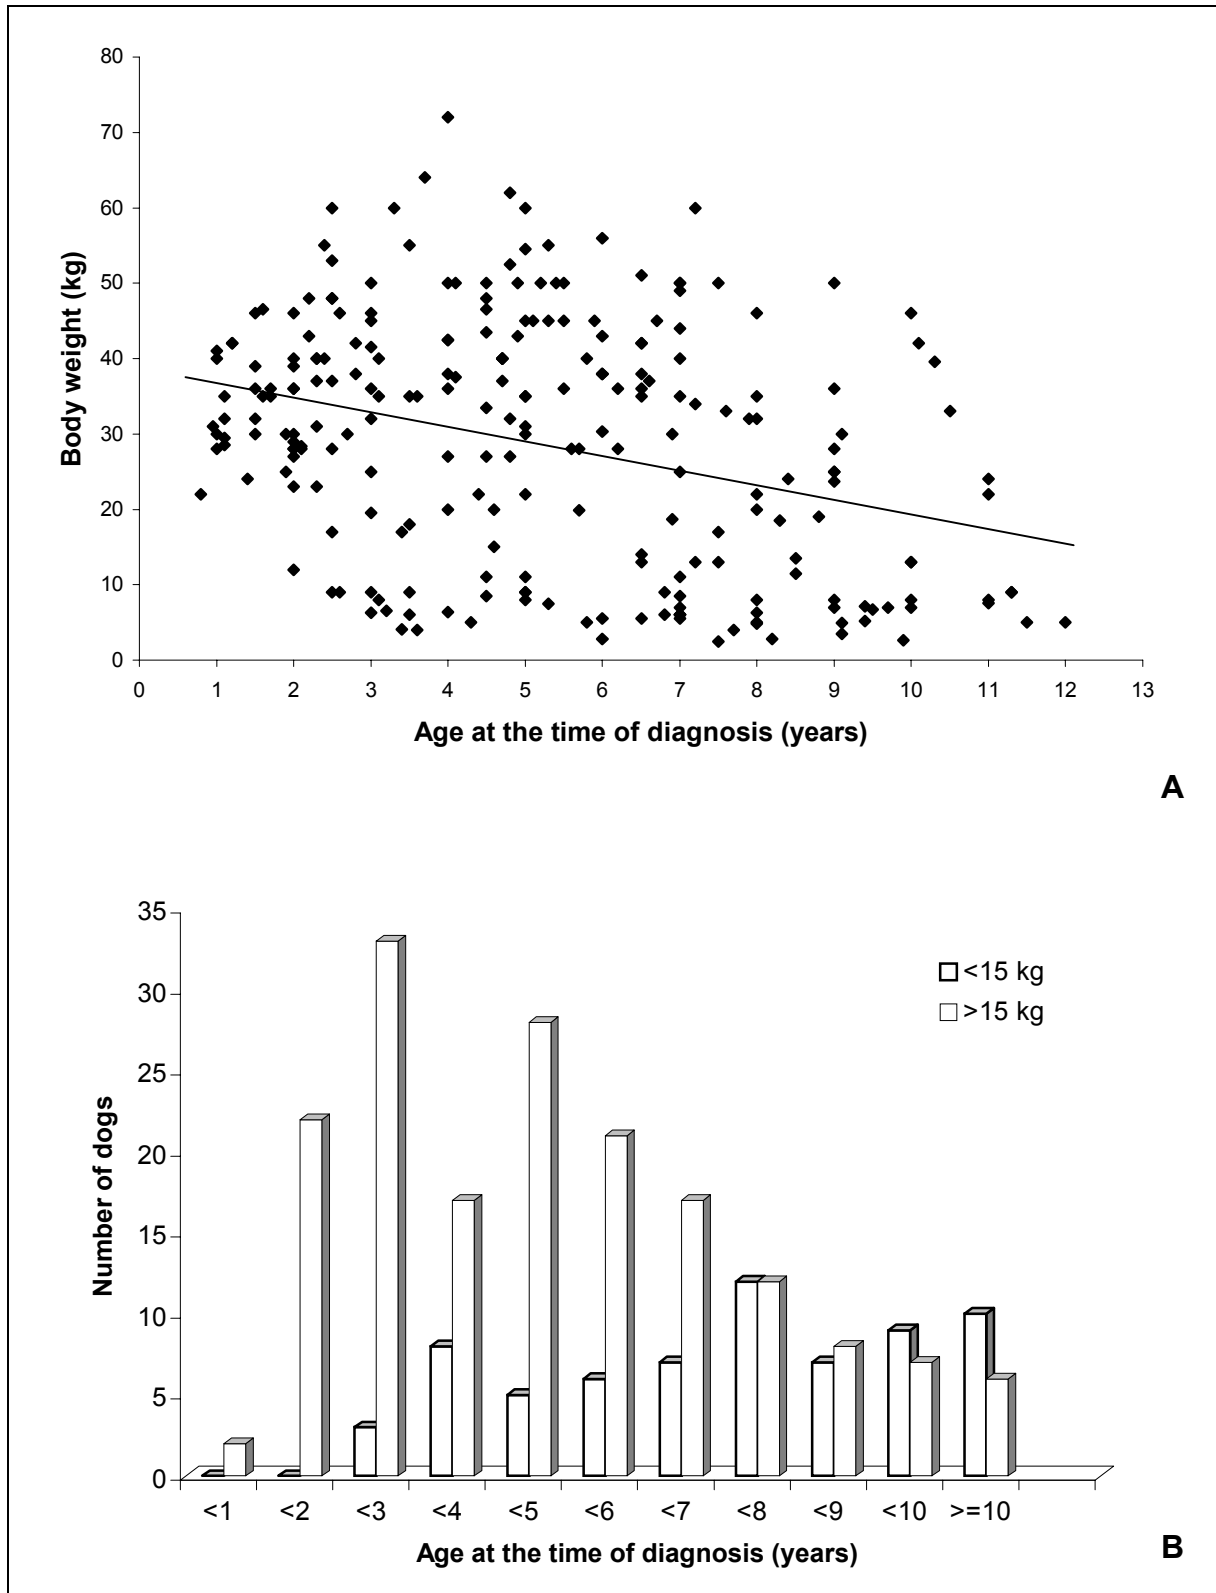 80
70
60
50
40
30
20
10
0
Body weight (kg)
0 1 2 3 4 5 6 7 8 9 10 11 12 13
Age at the time of diagnosis (years)
A
35
30
25
20
15
10
5
0
Number of dogs
<15 kg
>15 kg
<1 <2 <3 <4 <5 <6 <7 <8 <9 <10 >=10
Age at the time of diagnosis (years)
B